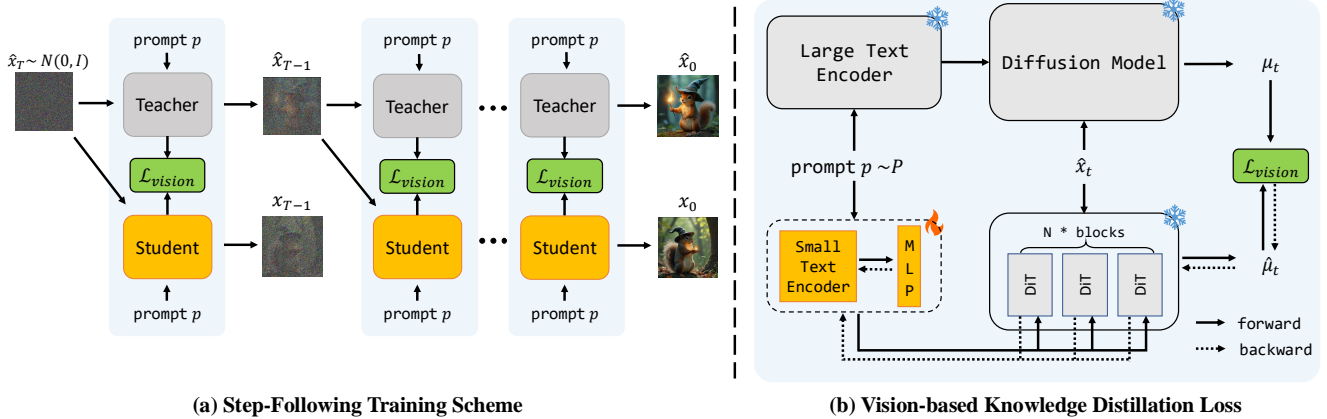 prompt p
prompt p
prompt p
x̂_T ~ N(0, I)
x̂_{T−1}
x̂_0
Teacher
Teacher
Teacher
ℒ_vision
ℒ_vision
ℒ_vision
x_{T−1}
x_0
Student
Student
Student
prompt p
prompt p
prompt p
(a) Step-Following Training Scheme
Large Text
Encoder
Diffusion Model
μ_t
prompt p ~P
x̂_t
ℒ_vision
N * blocks
Small
Text
Encoder
M
L
P
DiT
DiT
DiT
μ̂_t
forward
backward
(b) Vision-based Knowledge Distillation Loss